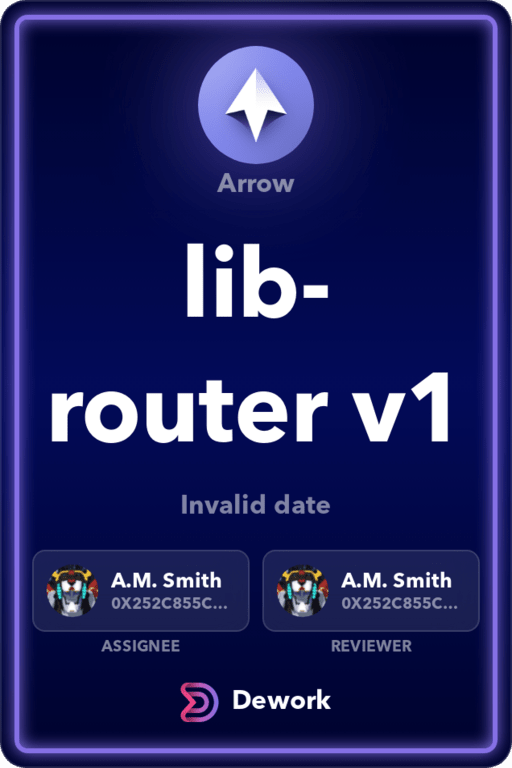 Arrow
lib-
router v1
Invalid date
A.M. Smith
0X252C855C...
A.M. Smith
0X252C855C...
ASSIGNEE
REVIEWER
Dework